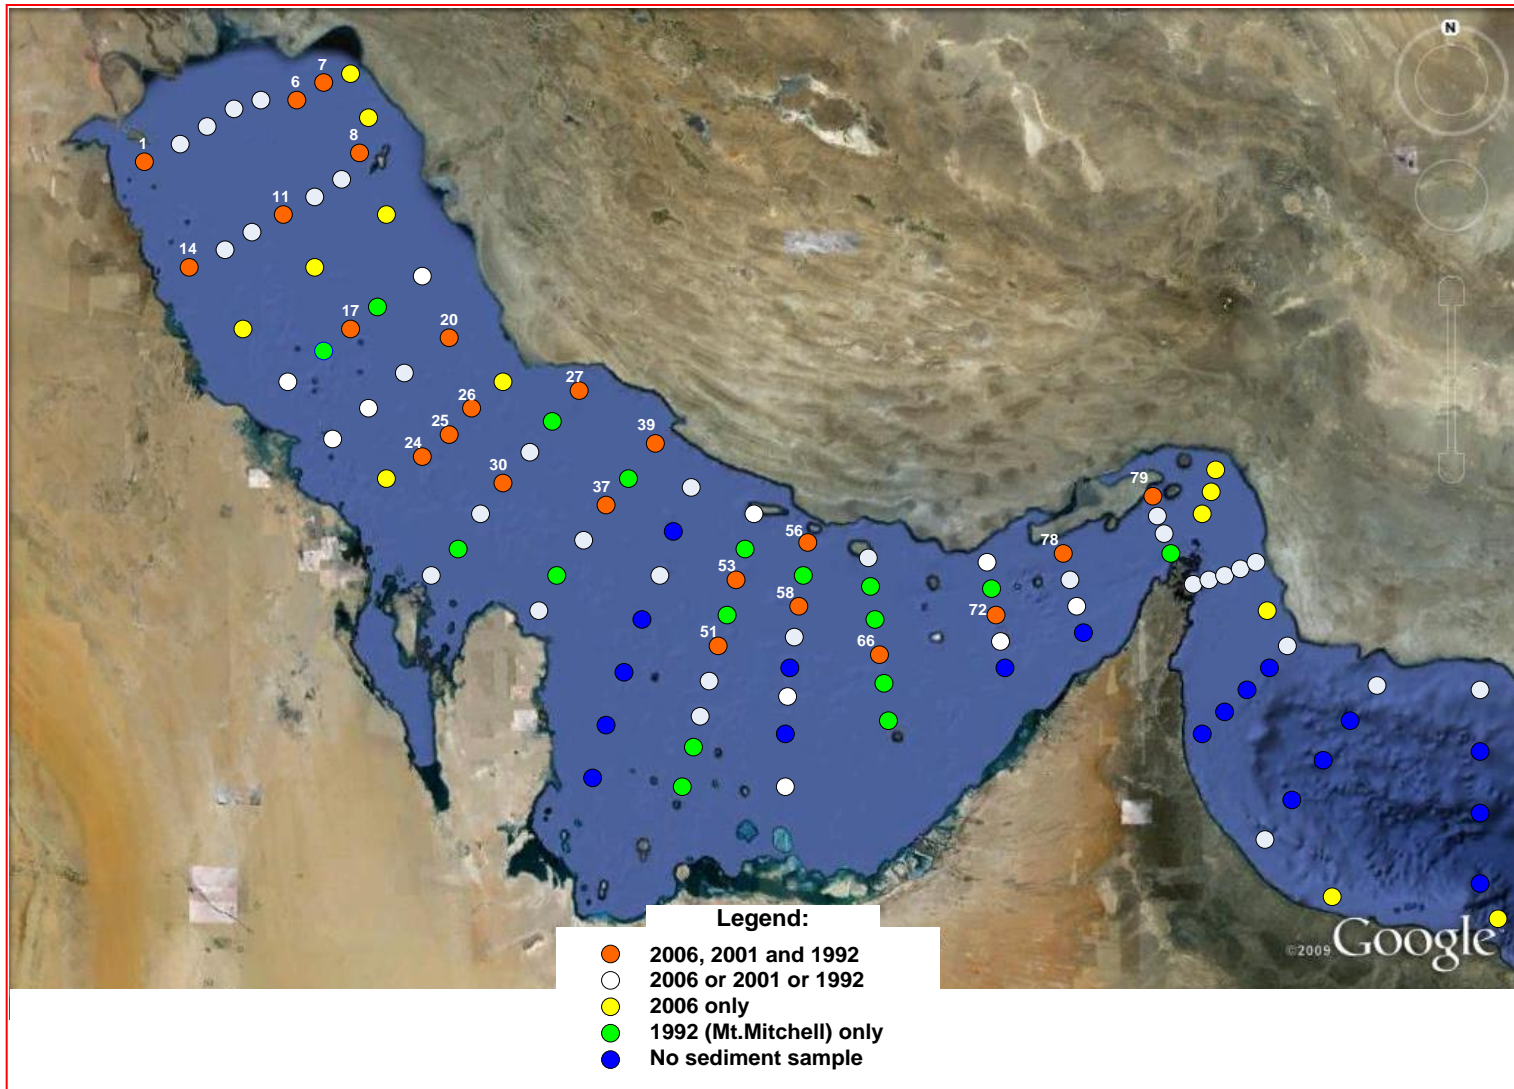 N
7
6
8
1
11
14
17
20
27
26
25
24
39
30
37
79
56
78
53
58
72
51
66
©2009 Google
Legend:
2006, 2001 and 1992
2006 or 2001 or 1992
2006 only
1992 (Mt.Mitchell) only
No sediment sample